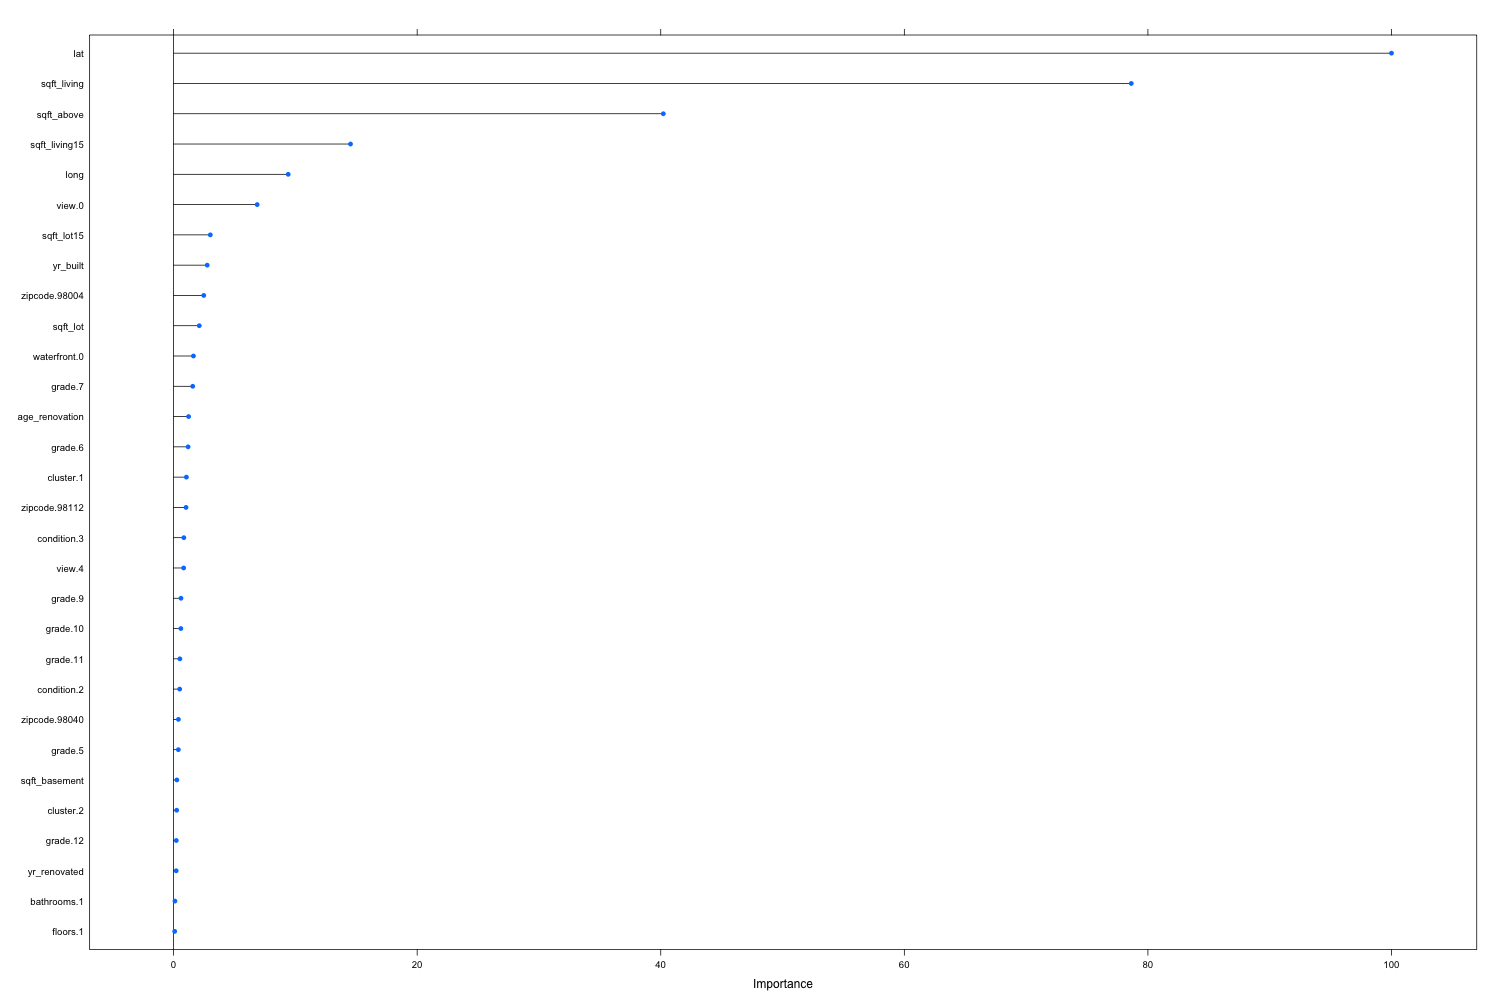 lat
sqft_living
sqft_above
sqft_living15
long
view.0
sqft_lot15
yr_built
zipcode.98004
sqft_lot
waterfront.0
grade.7
age_renovation
grade.6
cluster.1
zipcode.98112
condition.3
view.4
grade.9
grade.10
grade.11
condition.2
zipcode.98040
grade.5
sqft_basement
cluster.2
grade.12
yr_renovated
bathrooms.1
floors.1
0 20 40 60 80 100
Importance